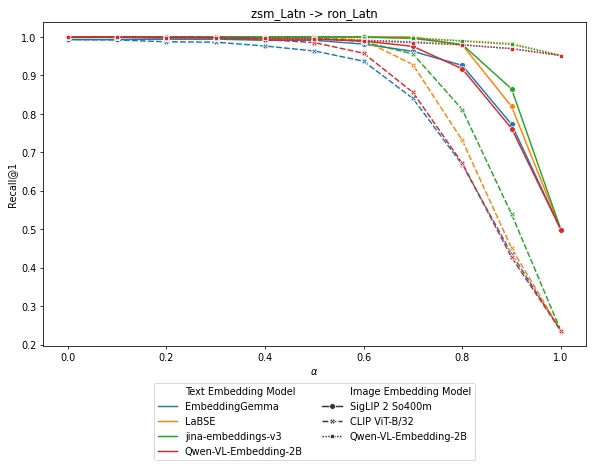 zsm_Latn -> ron_Latn
Recall@1
1.0
0.9
0.8
0.7
0.6
0.5
0.4
0.3
0.2
0.0 0.2 0.4 0.6 0.8 1.0
α
Text Embedding Model Image Embedding Model
EmbeddingGemma SigLIP 2 So400m
LaBSE CLIP ViT-B/32
jina-embeddings-v3 Qwen-VL-Embedding-2B
Qwen-VL-Embedding-2B